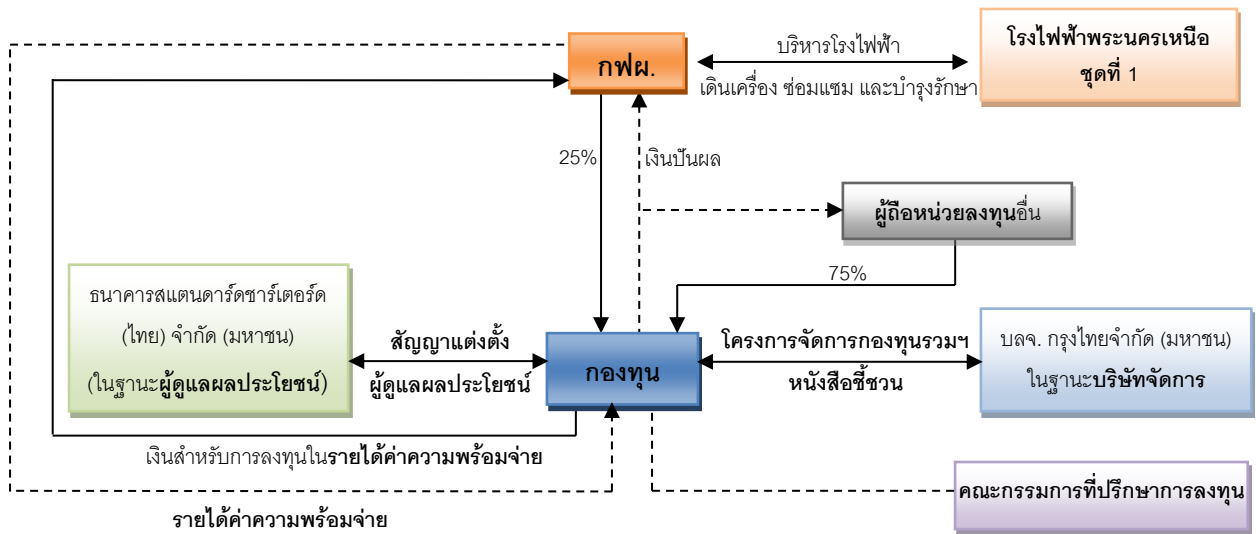 กฟผ.
บริหารโรงไฟฟ้า
เดินเครื่อง ซ่อมแซม และบำรุงรักษา
โรงไฟฟ้าพระนครเหนือ
ชุดที่ 1
25%
เงินปันผล
ผู้ถือหน่วยลงทุนอื่น
75%
ธนาคารสแตนดาร์ดชาร์เตอร์ด
(ไทย) จำกัด (มหาชน)
(ในฐานะผู้ดูแลผลประโยชน์)
สัญญาแต่งตั้ง
ผู้ดูแลผลประโยชน์
กองทุน
โครงการจัดการกองทุนรวมฯ
หนังสือชี้ชวน
บลจ. กรุงไทยจำกัด (มหาชน)
ในฐานะบริษัทจัดการ
เงินสำหรับการลงทุนในรายได้ค่าความพร้อมจ่าย
คณะกรรมการที่ปรึกษาการลงทุน
รายได้ค่าความพร้อมจ่าย